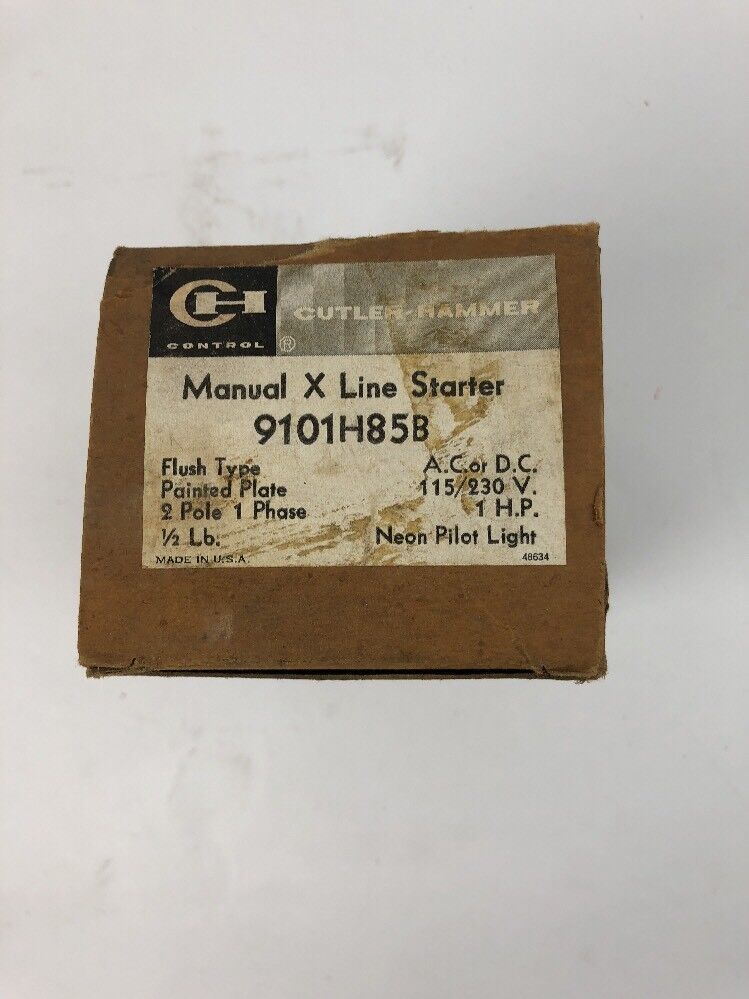 CH
CONTROL ®
CUTLER-HAMMER
Manual X Line Starter
9101H85B
Flush Type A.C. or D.C.
Painted Plate 115/230 V.
2 Pole 1 Phase 1 H.P.
½ Lb. Neon Pilot Light
MADE IN U.S.A. 48634